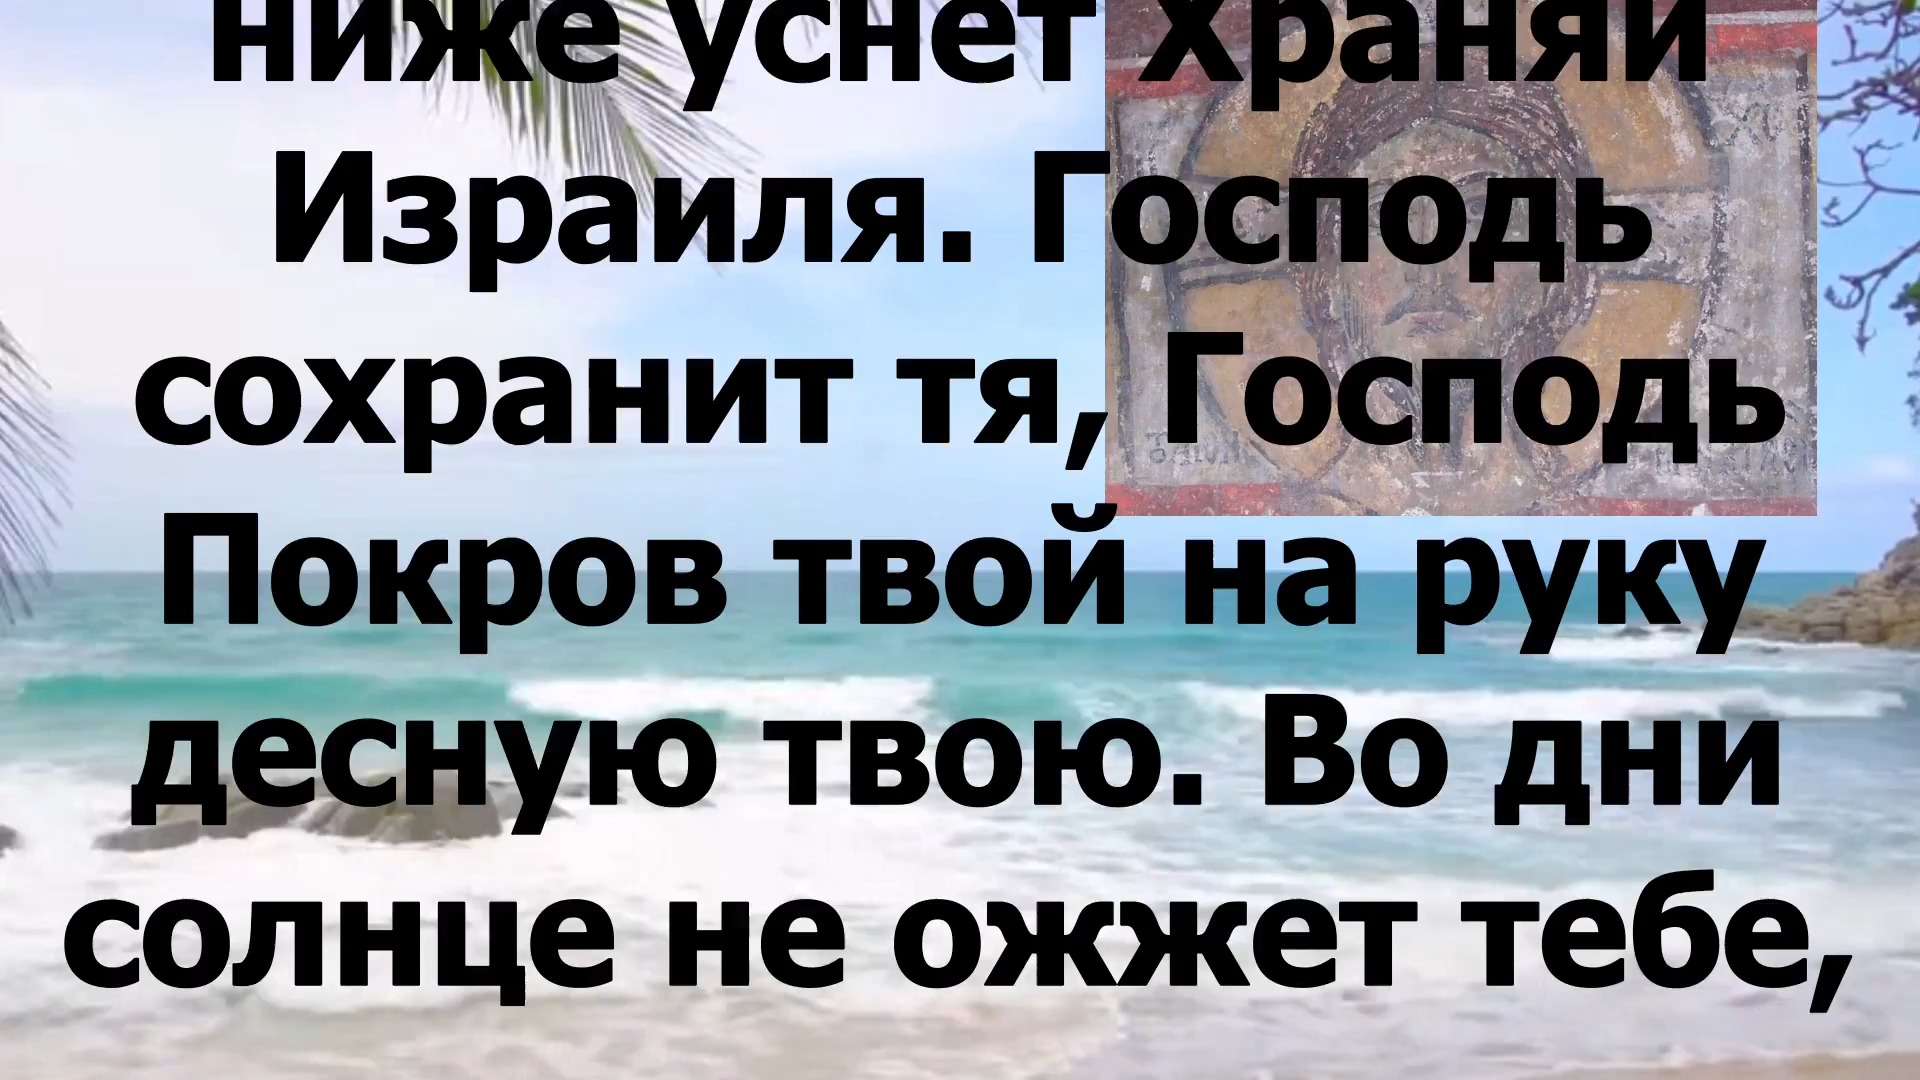 ниже уснет Храняй
Израиля. Господь
сохранит тя, Господь
Покров твой на руку
десную твою. Во дни
солнце не ожжет тебе,